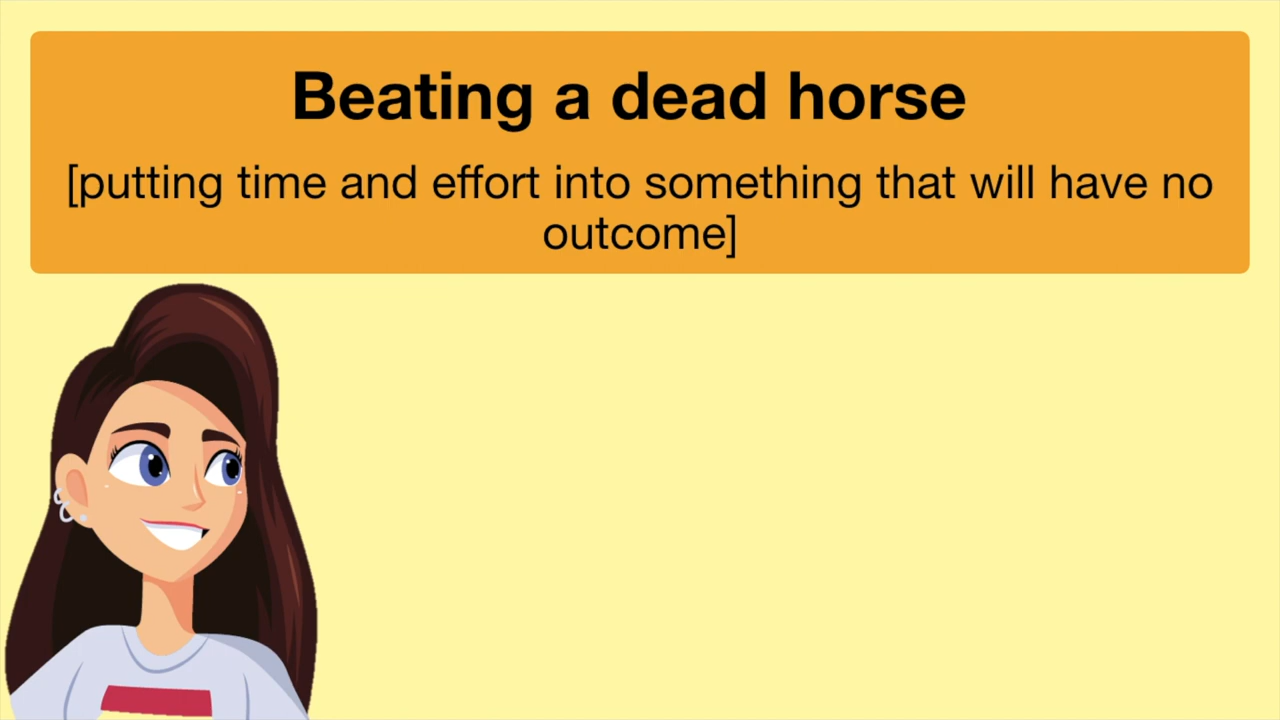 Beating a dead horse
[putting time and effort into something that will have no
outcome]